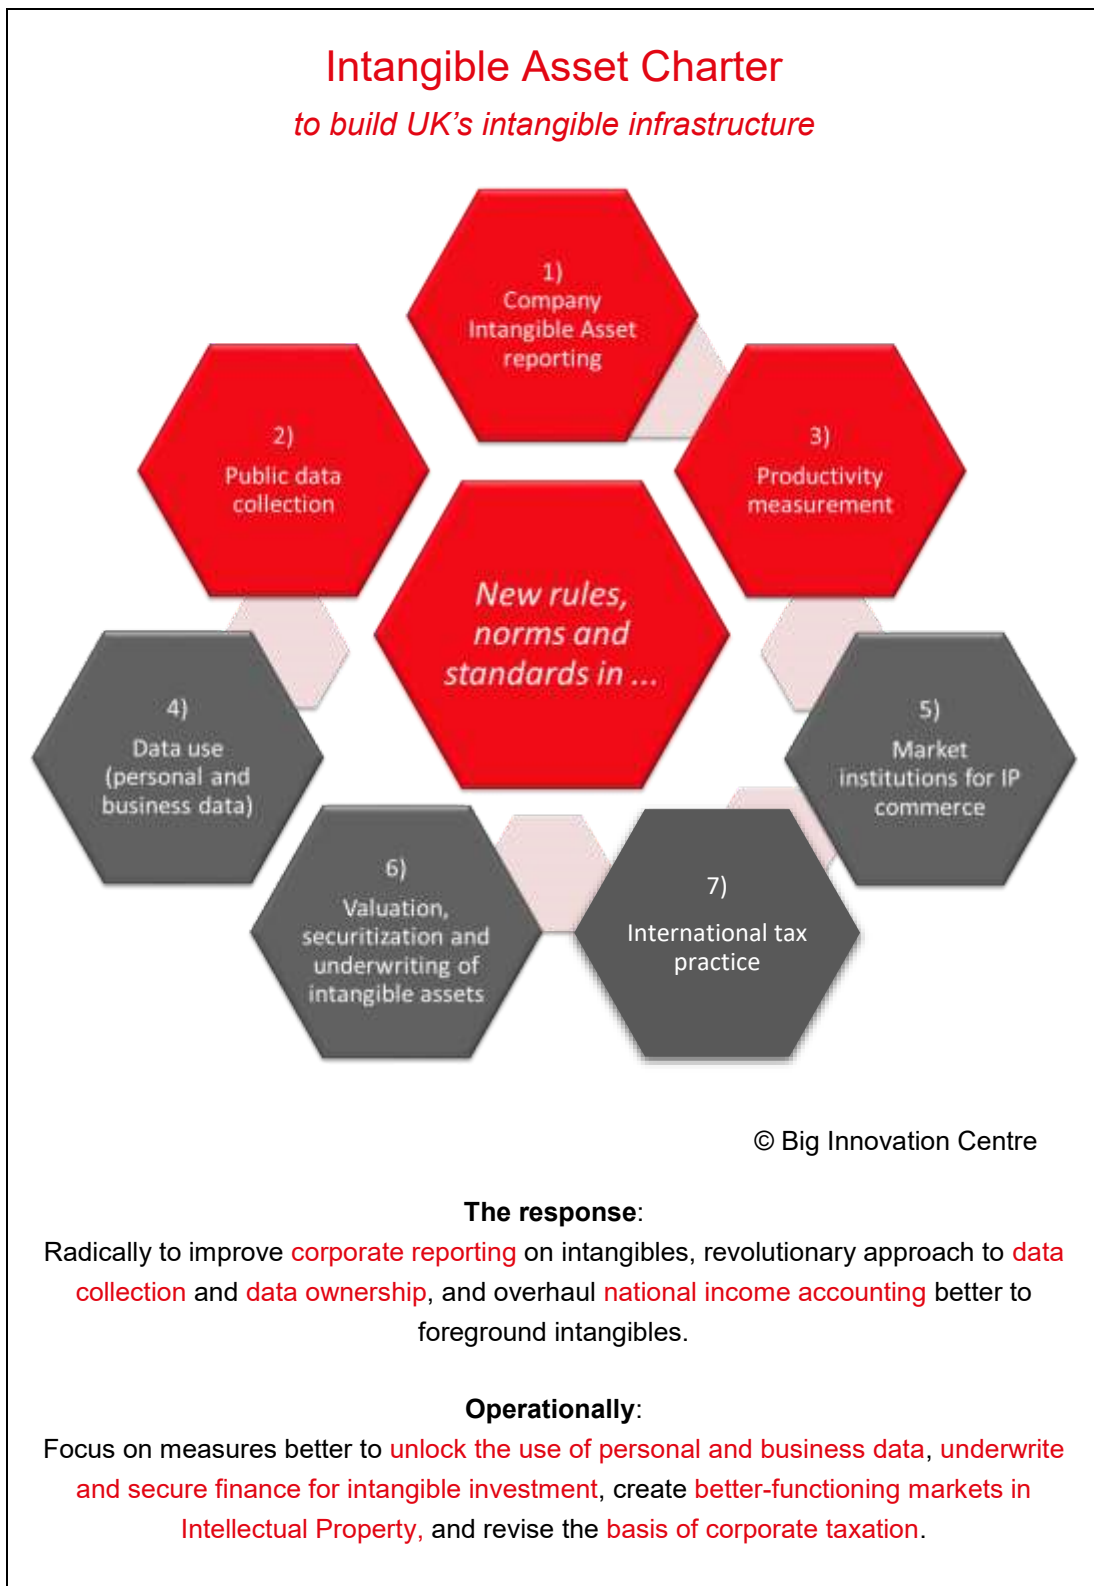 Intangible Asset Charter
to build UK's intangible infrastructure
1)
Company
Intangible Asset
reporting
2)
Public data
collection
3)
Productivity
measurement
New rules,
norms and
standards in ...
4)
Data use
(personal and
business data)
5)
Market
institutions for IP
commerce
6)
Valuation,
securitization and
underwriting of
intangible assets
7)
International tax
practice
© Big Innovation Centre
The response:
Radically to improve corporate reporting on intangibles, revolutionary approach to data
collection and data ownership, and overhaul national income accounting better to
foreground intangibles.
Operationally:
Focus on measures better to unlock the use of personal and business data, underwrite
and secure finance for intangible investment, create better-functioning markets in
Intellectual Property, and revise the basis of corporate taxation.